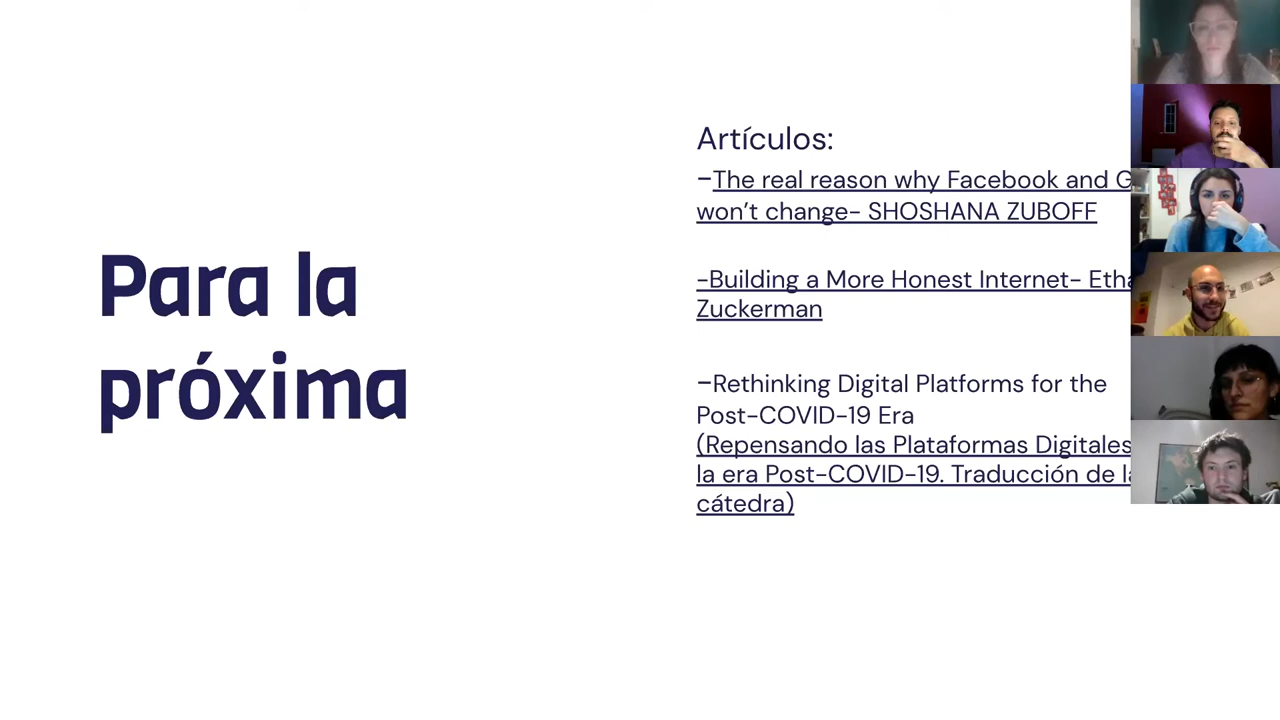 Para la
próxima
Artículos:
-The real reason why Facebook and G
won't change- SHOSHANA ZUBOFF
-Building a More Honest Internet- Etha
Zuckerman
-Rethinking Digital Platforms for the
Post-COVID-19 Era
(Repensando las Plataformas Digitales
la era Post-COVID-19. Traducción de la
cátedra)